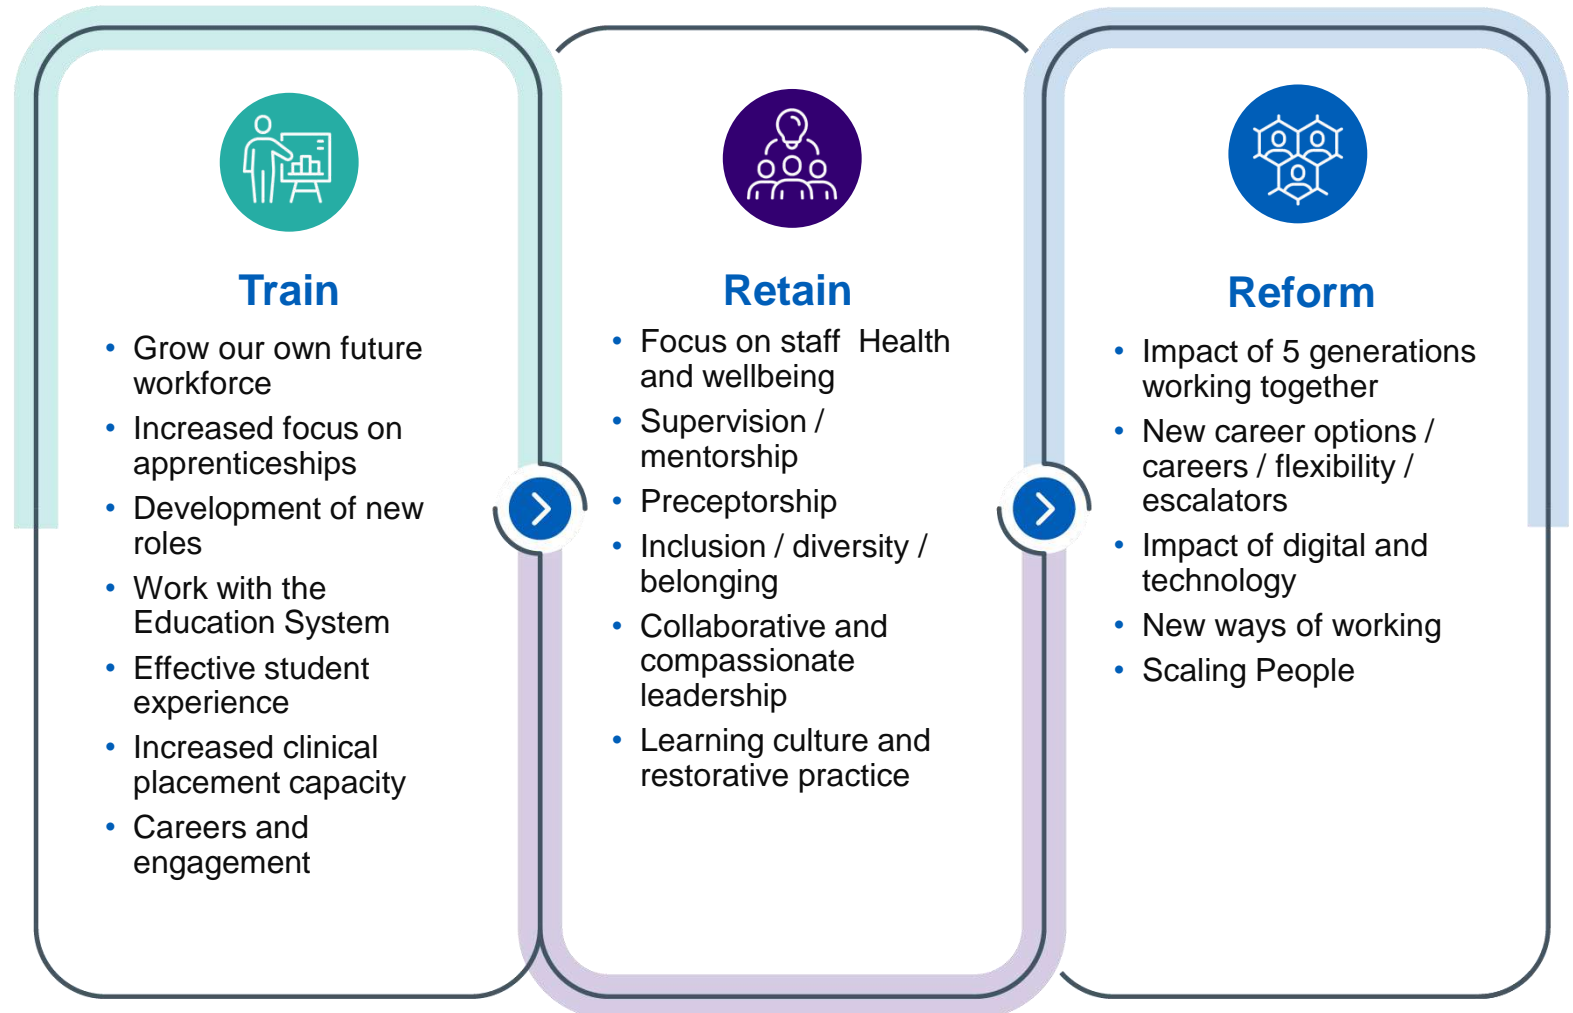 Train
• Grow our own future
workforce
• Increased focus on
apprenticeships
• Development of new
roles
• Work with the
Education System
• Effective student
experience
• Increased clinical
placement capacity
• Careers and
engagement
Retain
• Focus on staff  Health
and wellbeing
• Supervision /
mentorship
• Preceptorship
• Inclusion / diversity /
belonging
• Collaborative and
compassionate
leadership
• Learning culture and
restorative practice
Reform
• Impact of 5 generations
working together
• New career options /
careers / flexibility /
escalators
• Impact of digital and
technology
• New ways of working
• Scaling People